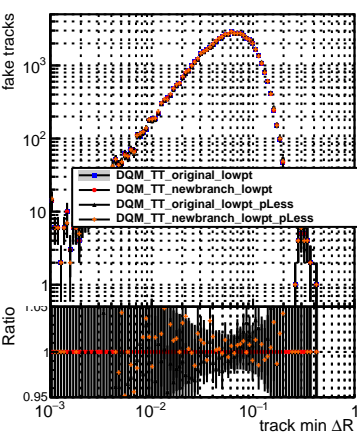 fake tracks
10³
10²
10
1
DQM_TT_original_lowpt
DQM_TT_newbranch_lowpt
DQM_TT_original_lowpt_pLess
DQM_TT_newbranch_lowpt_pLess
Ratio
1.05
1
0.95
10⁻³ 10⁻² 10⁻¹ 1
track min ΔR